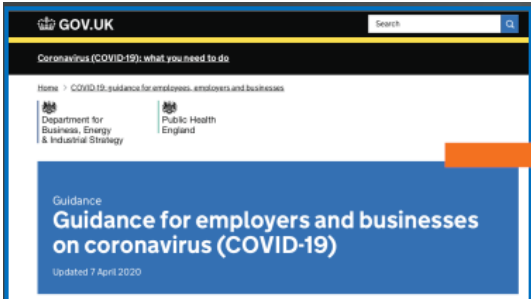 GOV.UK
Search
Coronavirus (COVID-19): what you need to do
Home > COVID-19: guidance for employees, employers and businesses
Department for
Business, Energy
& Industrial Strategy
Public Health
England
Guidance
Guidance for employers and businesses
on coronavirus (COVID-19)
Updated 7 April 2020